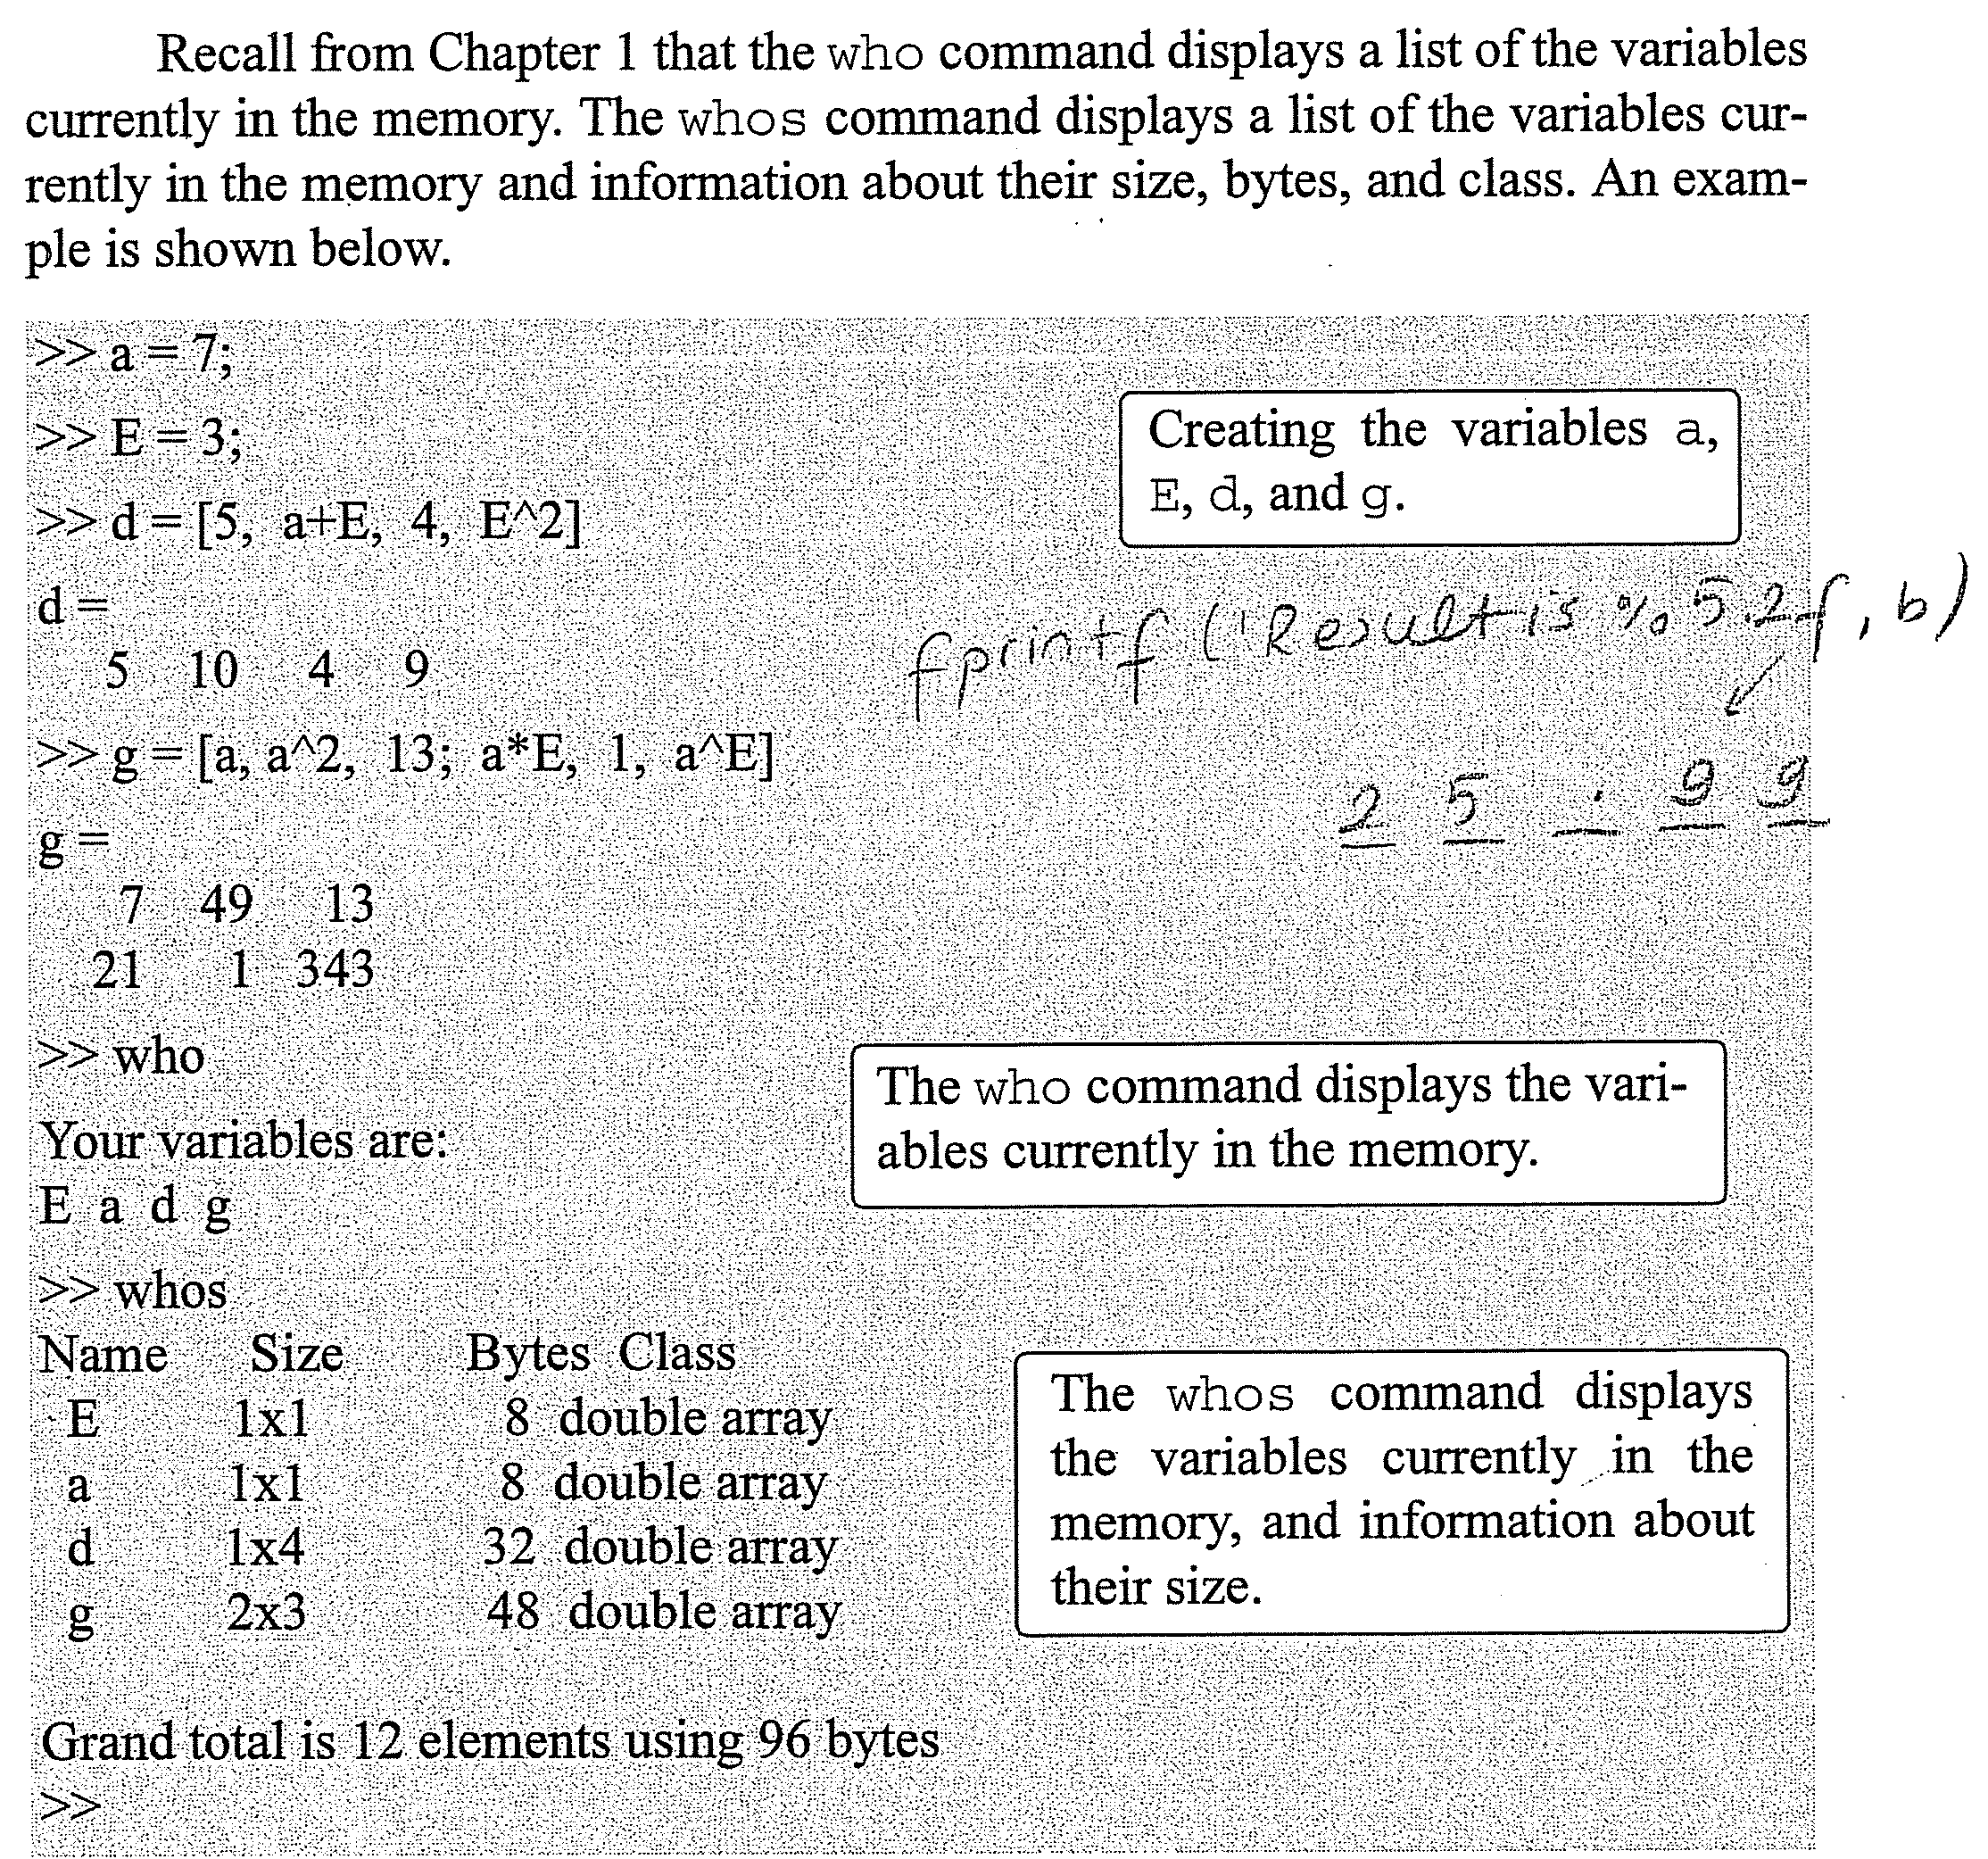 Recall from Chapter 1 that the who command displays a list of the variables
currently in the memory. The whos command displays a list of the variables cur-
rently in the memory and information about their size, bytes, and class. An exam-
ple is shown below.
>> a = 7;
>> E = 3;
Creating the variables a,
E, d, and g.
>> d = [5, a+E, 4, E^2]
d =
5 10 4 9
fprintf ('Result is % 5.2f, b)
>> g = [a, a^2, 13; a*E, 1, a^E]
2 5 . 9 9
g =
7 49 13
21 1 343
>> who
The who command displays the vari-
ables currently in the memory.
Your variables are:
E a d g
>> whos
Name Size Bytes Class
E 1x1 8 double array
a 1x1 8 double array
d 1x4 32 double array
g 2x3 48 double array
The whos command displays
the variables currently in the
memory, and information about
their size.
Grand total is 12 elements using 96 bytes
>>